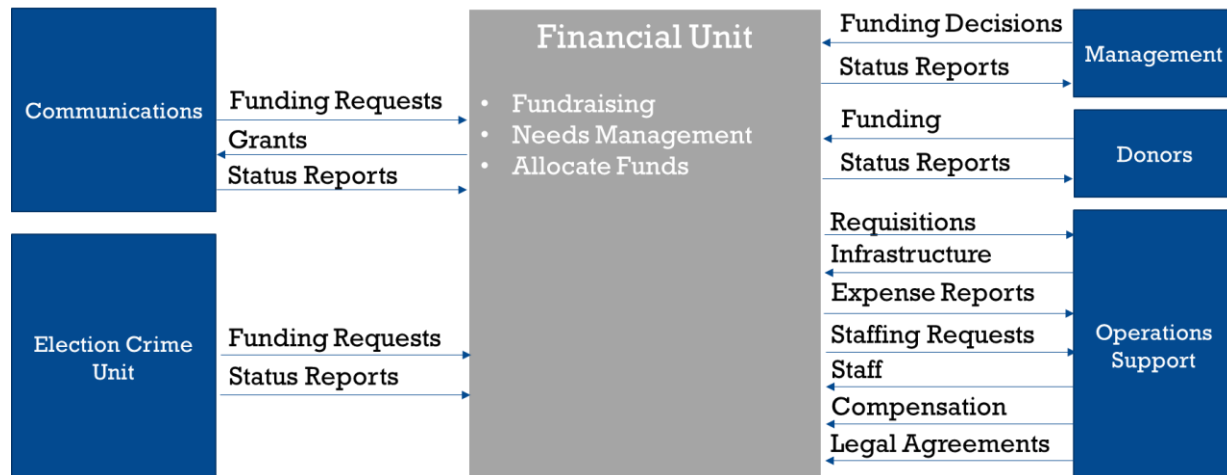 Communications
Funding Requests
Grants
Status Reports
Election Crime
Unit
Funding Requests
Status Reports
Financial Unit
• Fundraising
• Needs Management
• Allocate Funds
Funding Decisions
Status Reports
Management
Funding
Status Reports
Donors
Requisitions
Infrastructure
Expense Reports
Staffing Requests
Staff
Compensation
Legal Agreements
Operations
Support